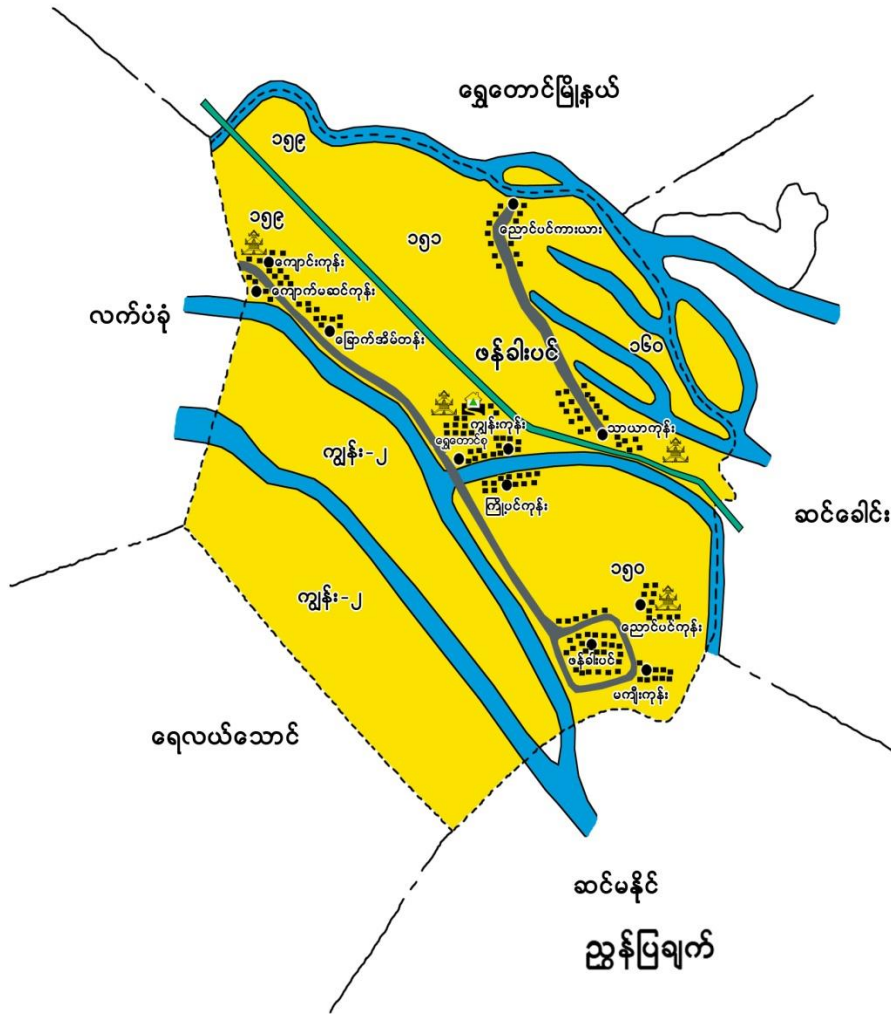 ရွှေတောင်မြို့နယ်
၁၅၉
၁၅၉
၁၅၁
ညောင်ပင်ကားယား
ကျောင်းကုန်း
ကျောက်မဆင်ကုန်း
လက်ပံခုံ
ခြောက်အိမ်တန်း
ဖန်ခါးပင်
၁၆၀
ကျွန်းကုန်း
ရွှေတောင်စု
သာယာကုန်း
ကျွန်း-၂
ကြို့ပင်ကုန်း
ဆင်ခေါင်း
၁၅၀
ကျွန်း-၂
ညောင်ပင်ကုန်း
ဖန်ခါးပင်
မကျီးကုန်း
ရေလယ်သောင်
ဆင်မနိုင်
ညွှန်ပြချက်